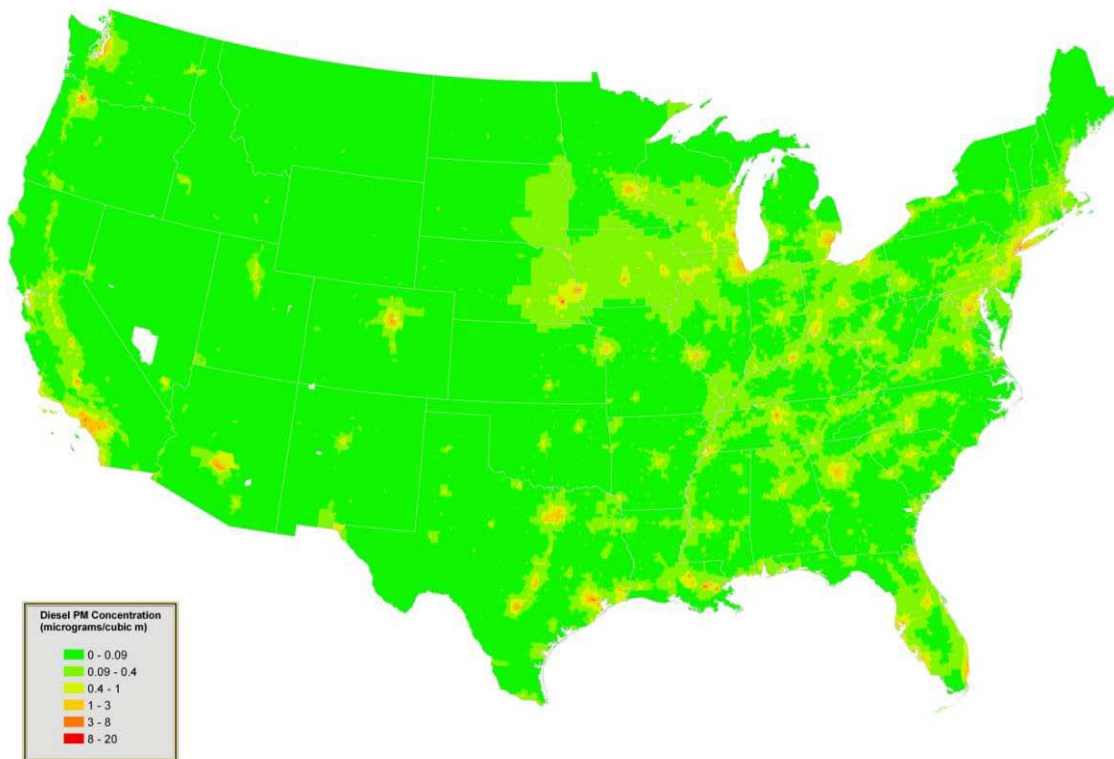 Diesel PM Concentration
(micrograms/cubic m)
0 - 0.09
0.09 - 0.4
0.4 - 1
1 - 3
3 - 8
8 - 20